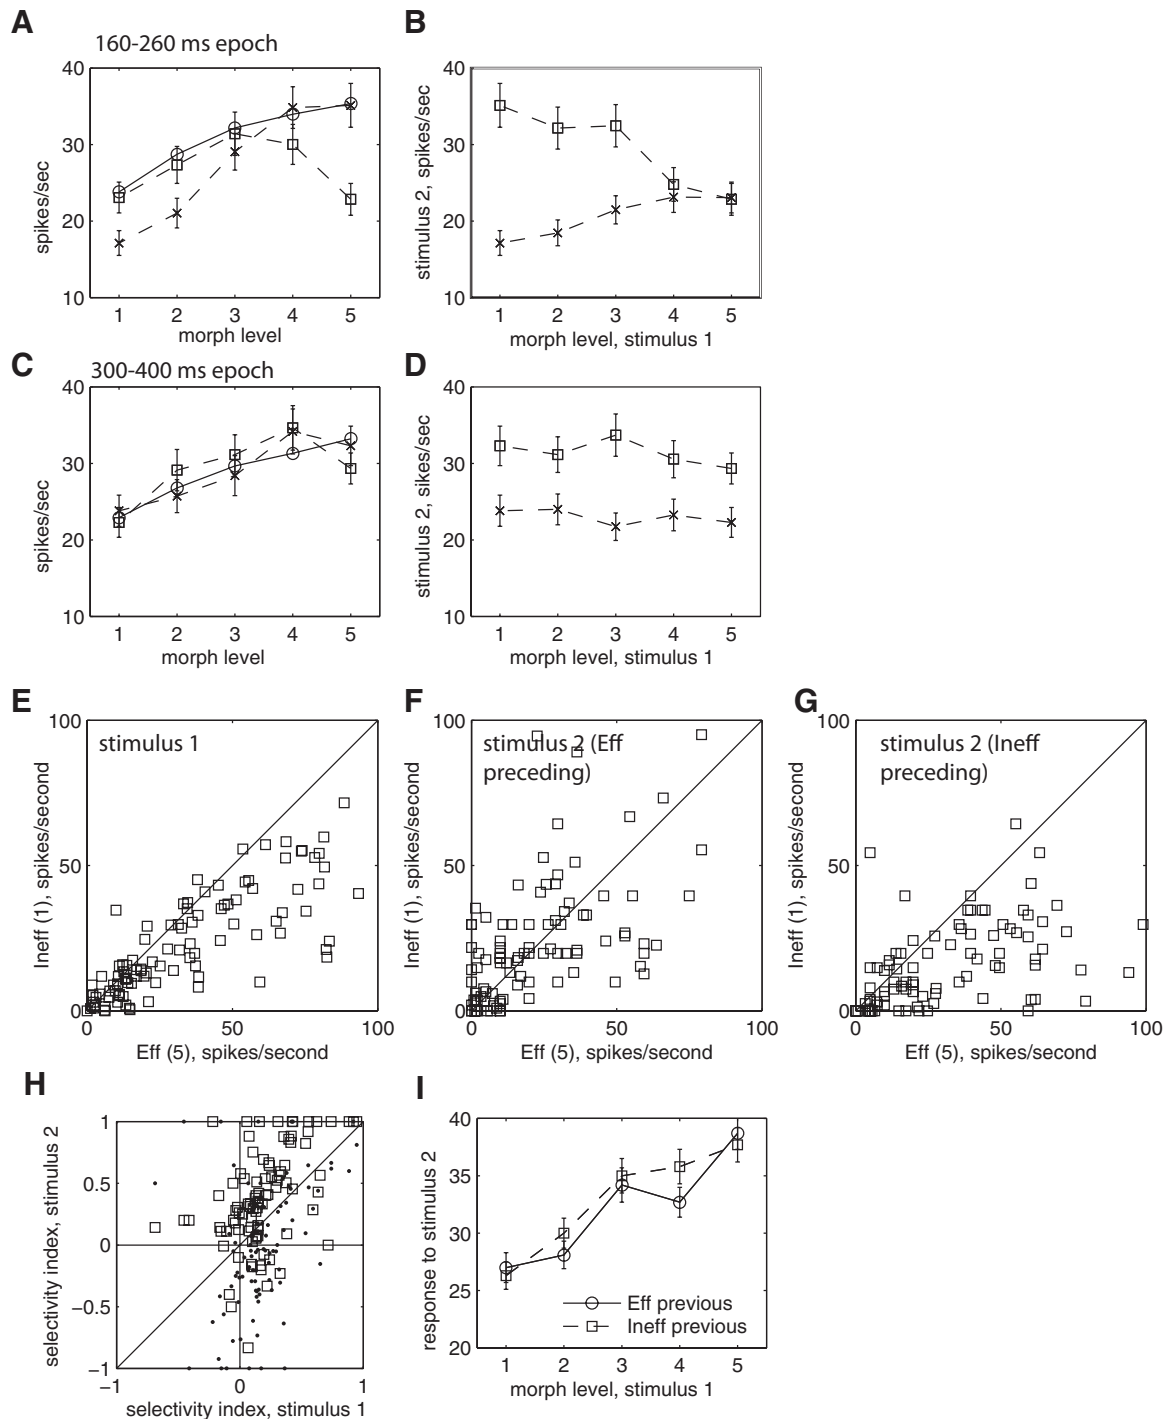 A
160-260 ms epoch
40
30
20
10
spikes/sec
1 2 3 4 5
morph level
B
40
30
20
10
stimulus 2, spikes/sec
1 2 3 4 5
morph level, stimulus 1
C
300-400 ms epoch
40
30
20
10
spikes/sec
1 2 3 4 5
morph level
D
40
30
20
10
stimulus 2, sikes/sec
1 2 3 4 5
morph level, stimulus 1
E
stimulus 1
100
50
0
Ineff (1), spikes/second
0 50 100
Eff (5), spikes/second
F
stimulus 2 (Eff
preceding)
100
50
0
Ineff (1), spikes/second
0 50 100
Eff (5), spikes/second
G
stimulus 2 (Ineff
preceding)
100
50
0
Ineff (1), spikes/second
0 50 100
Eff (5), spikes/second
H
1
0.5
0
−0.5
−1
selectivity index, stimulus 2
−1 0 1
selectivity index, stimulus 1
I
40
35
30
25
20
response to stimulus 2
Eff previous
Ineff previous
1 2 3 4 5
morph level, stimulus 1